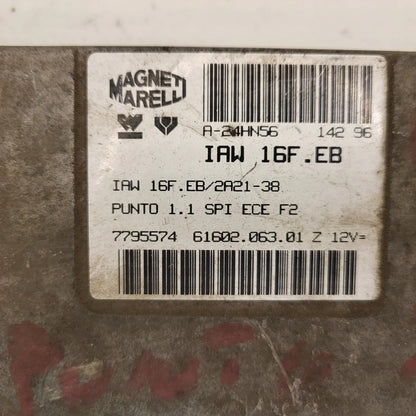 MAGNETI
MARELLI
A-24HN56 142 96
IAW 16F.EB
IAW 16F.EB/2A21-38
PUNTO 1.1 SPI ECE F2
7795574 61602.063.01 Z 12V=
PUNTO